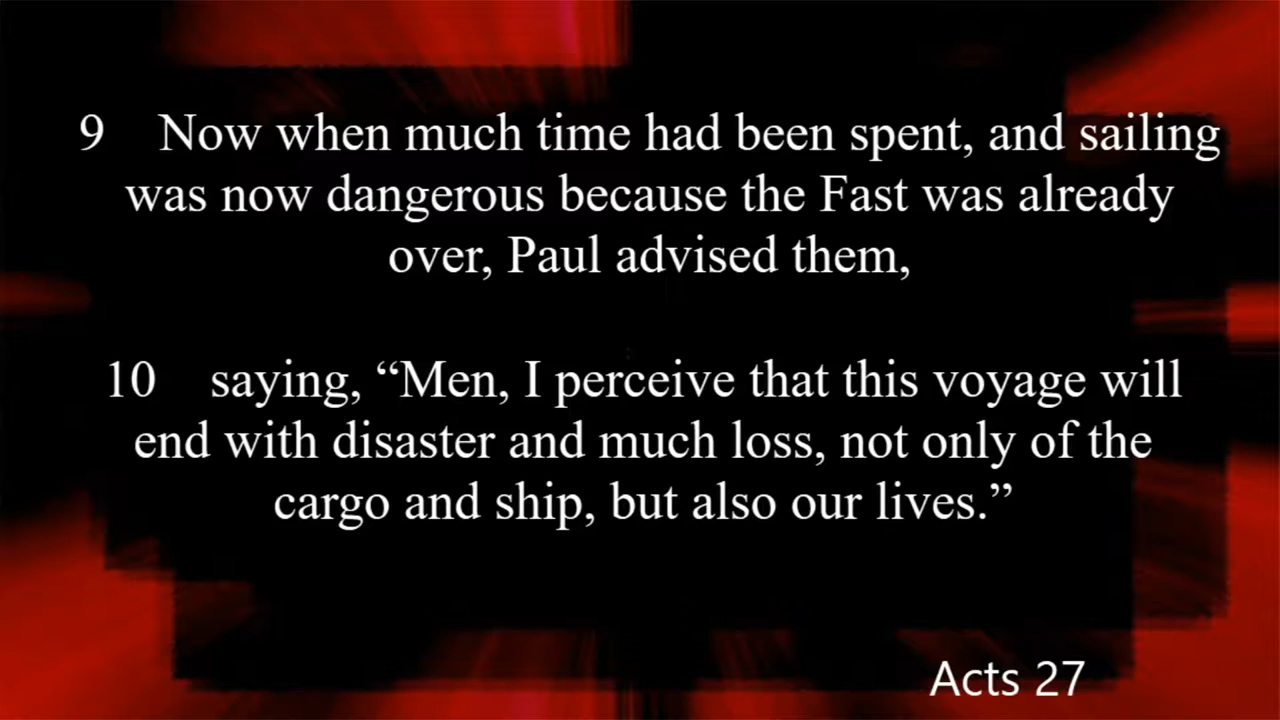 9 Now when much time had been spent, and sailing
was now dangerous because the Fast was already
over, Paul advised them,
10 saying, “Men, I perceive that this voyage will
end with disaster and much loss, not only of the
cargo and ship, but also our lives.”
Acts 27